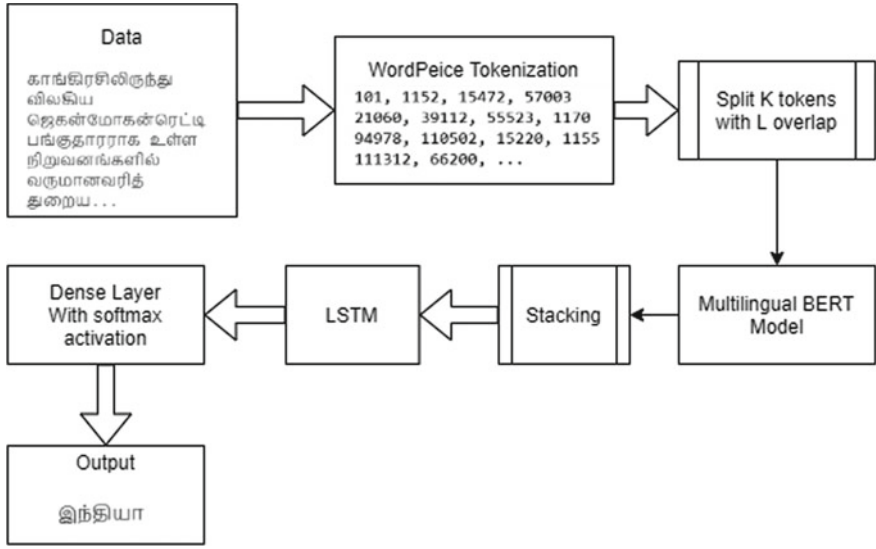 Data
காங்கிரசிலிருந்து
விலகிய
ஜெகன்மோகன்ரெட்டி
பங்குதாரராக உள்ள
நிறுவனங்களில்
வருமானவரித்
துறைய...
WordPeice Tokenization
101, 1152, 15472, 57003
21060, 39112, 55523, 1170
94978, 110502, 15220, 1155
111312, 66200, ...
Split K tokens
with L overlap
Multilingual BERT
Model
Stacking
LSTM
Dense Layer
With softmax
activation
Output
இந்தியா